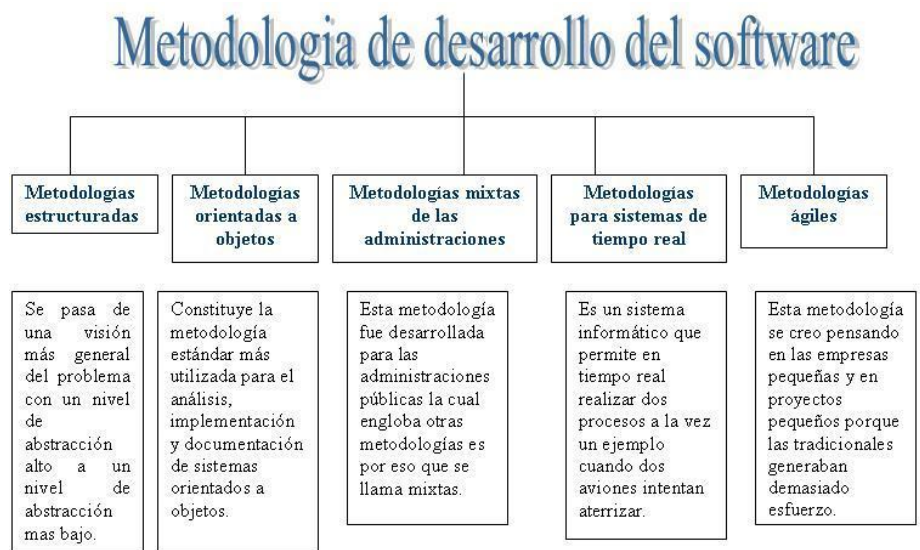 Metodologia de desarrollo del software
Metodologías
estructuradas
Metodologías
orientadas a
objetos
Metodologías mixtas
de las
administraciones
Metodologías
para sistemas de
tiempo real
Metodologías
ágiles
Se pasa de
una visión
más general
del problema
con un nivel
de
abstracción
alto a un
nivel de
abstracción
mas bajo.
Constituye la
metodología
estándar más
utilizada para el
análisis,
implementación
y documentación
de sistemas
orientados a
objetos.
Esta metodología
fue desarrollada
para las
administraciones
públicas la cual
engloba otras
metodologías es
por eso que se
llama mixtas.
Es un sistema
informático que
permite en
tiempo real
realizar dos
procesos a la vez
un ejemplo
cuando dos
aviones intentan
aterrizar.
Esta metodología
se creo pensando
en las empresas
pequeñas y en
proyectos
pequeños porque
las tradicionales
generaban
demasiado
esfuerzo.